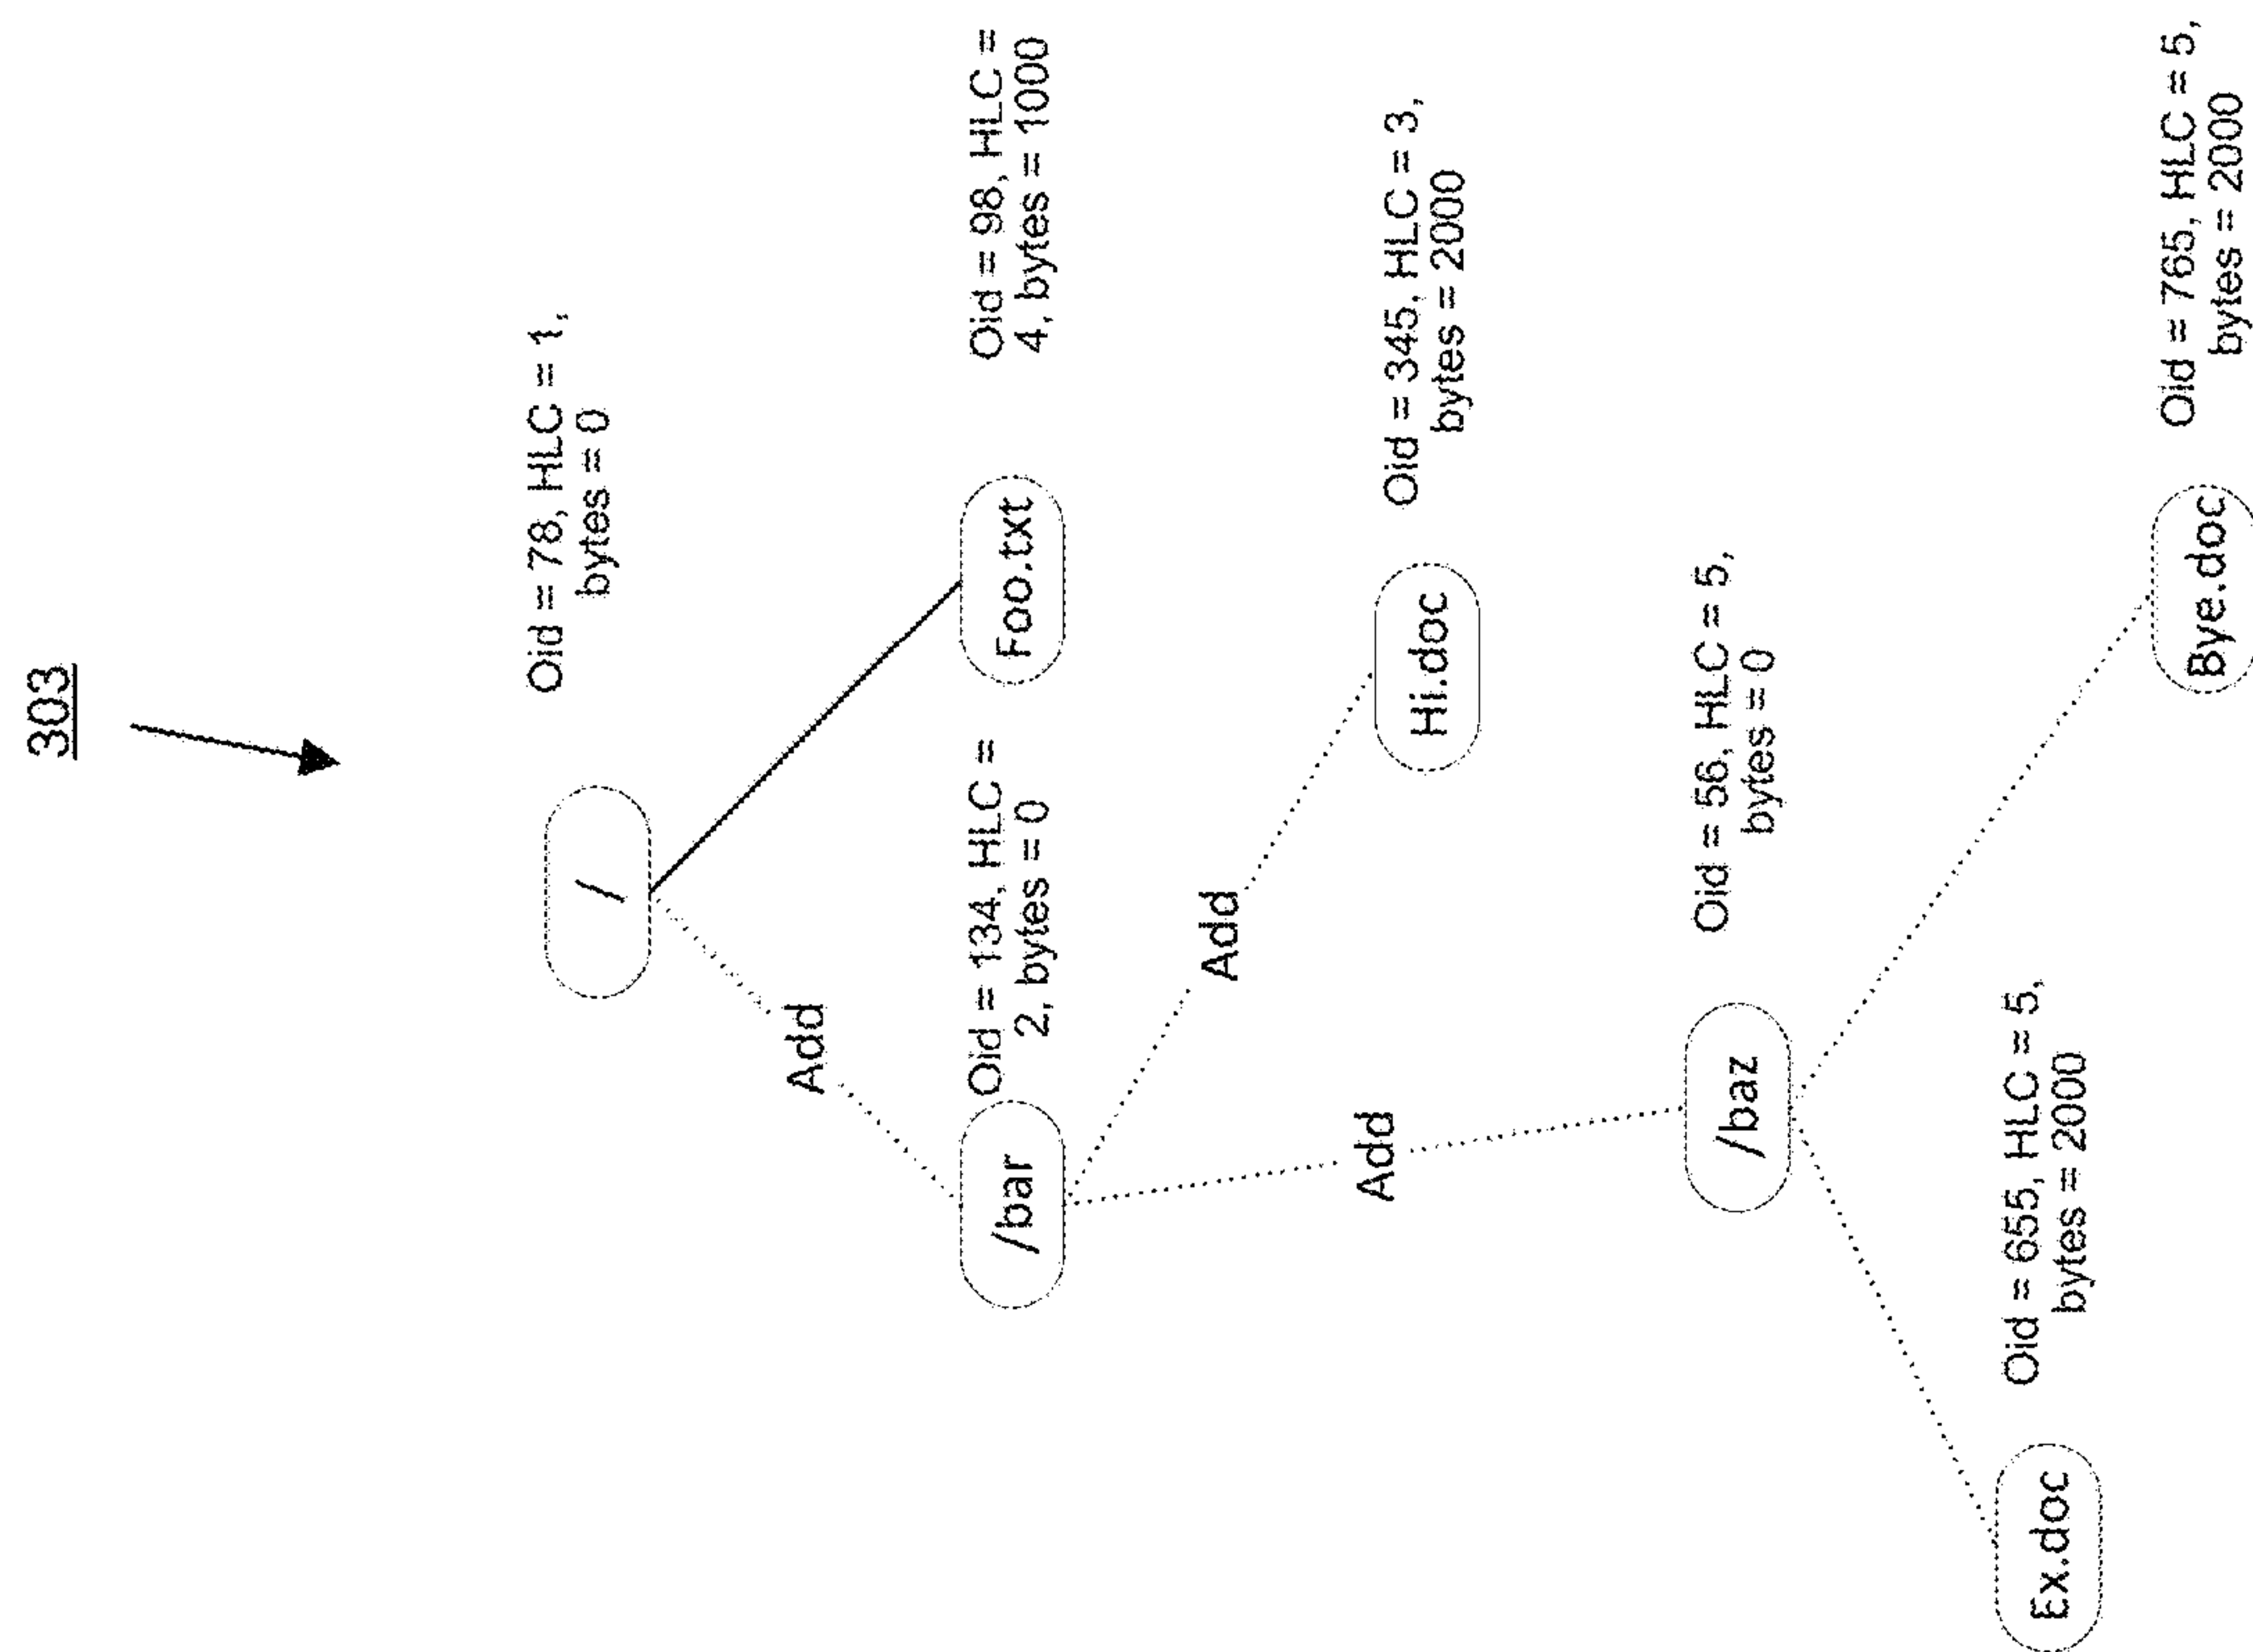 303
/
Oid = 78, HLC = 1,
bytes = 0
Add
/bar
Oid = 134, HLC =
2, bytes = 0
Foo.txt
Oid = 98, HLC =
4, bytes = 1000
Add
Hi.doc
Oid = 345, HLC = 3,
bytes = 2000
Add
/baz
Oid = 56, HLC = 5,
bytes = 0
Ex.doc
Oid = 655, HLC = 5,
bytes = 2000
Bye.doc
Oid = 765, HLC = 5,
bytes = 2000